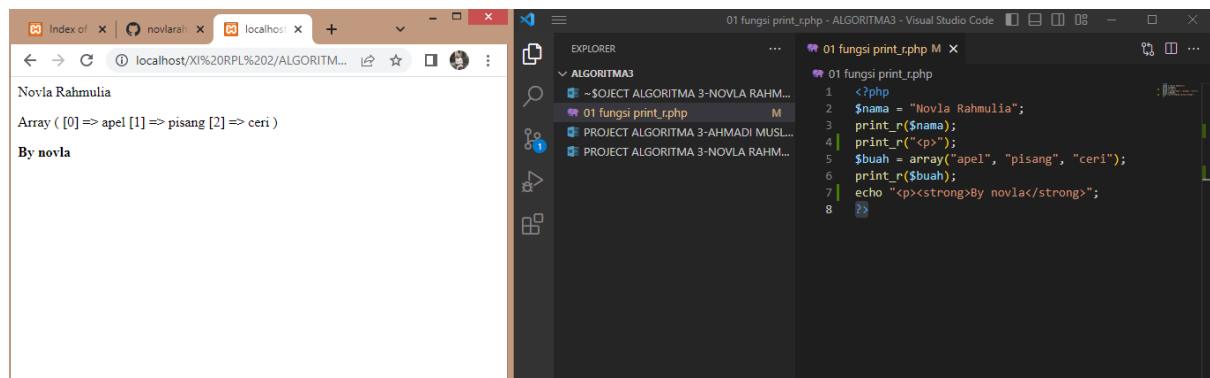 Index of
novlarah
localhost
localhost/XI%20RPL%202/ALGORITM...
Novla Rahmulia
Array ( [0] => apel [1] => pisang [2] => ceri )
By novla
01 fungsi print_r.php - ALGORITMA3 - Visual Studio Code
EXPLORER
ALGORITMA3
~$OJECT ALGORITMA 3-NOVLA RAHM...
01 fungsi print_r.php M
PROJECT ALGORITMA 3-AHMADI MUSL...
PROJECT ALGORITMA 3-NOVLA RAHM...
1
01 fungsi print_r.php M
01 fungsi print_r.php
1 <?php
2 $nama = "Novla Rahmulia";
3 print_r($nama);
4 print_r("<p>");
5 $buah = array("apel", "pisang", "ceri");
6 print_r($buah);
7 echo "<p><strong>By novla</strong>";
8 ?>